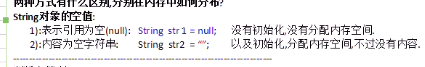 两种方式有什么区别,分别在内存中如何分布?
String对象的空值:
1):表示引用为空(null):  String str1 = null;  没有初始化,没有分配内存空间.
2):内容为空字符串:  String str2 = “”;  以及初始化,分配内存空间,不过没有内容.